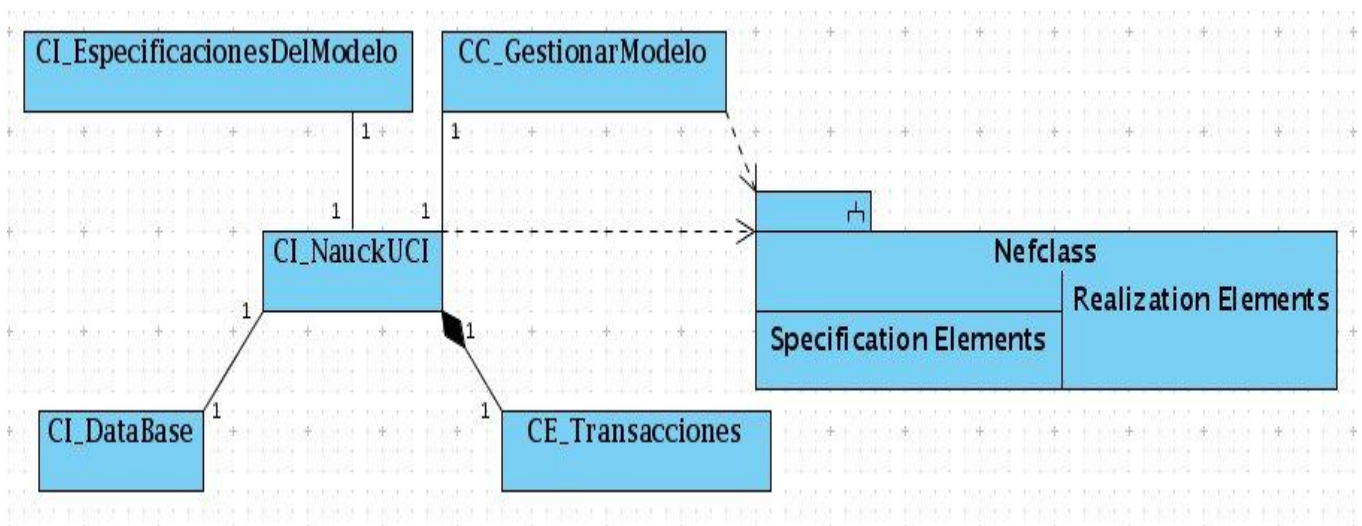 CI_EspecificacionesDelModelo
CC_GestionarModelo
1
1
1
1
CI_NauckUCI
Nefclass
Realization Elements
Specification Elements
1
1
1
1
CI_DataBase
CE_Transacciones